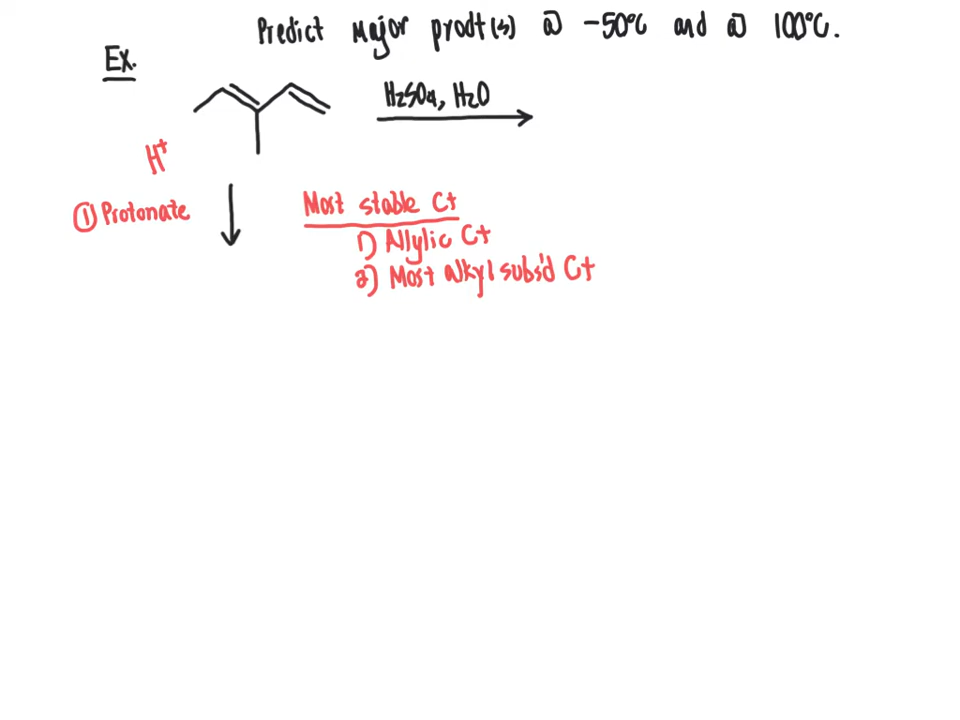 Predict Major prodt(s) @ -50°C and @ 100°C.
Ex.
H₂SO₄, H₂O
H+
① Protonate
Most stable C+
1) Allylic C+
2) Most alkyl subs'd C+